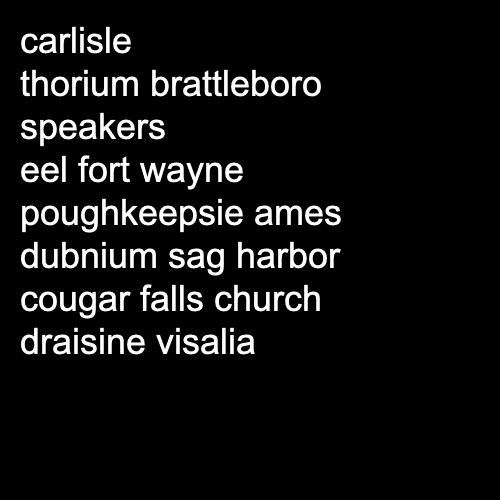 carlisle
thorium brattleboro
speakers
eel fort wayne
poughkeepsie ames
dubnium sag harbor
cougar falls church
draisine visalia